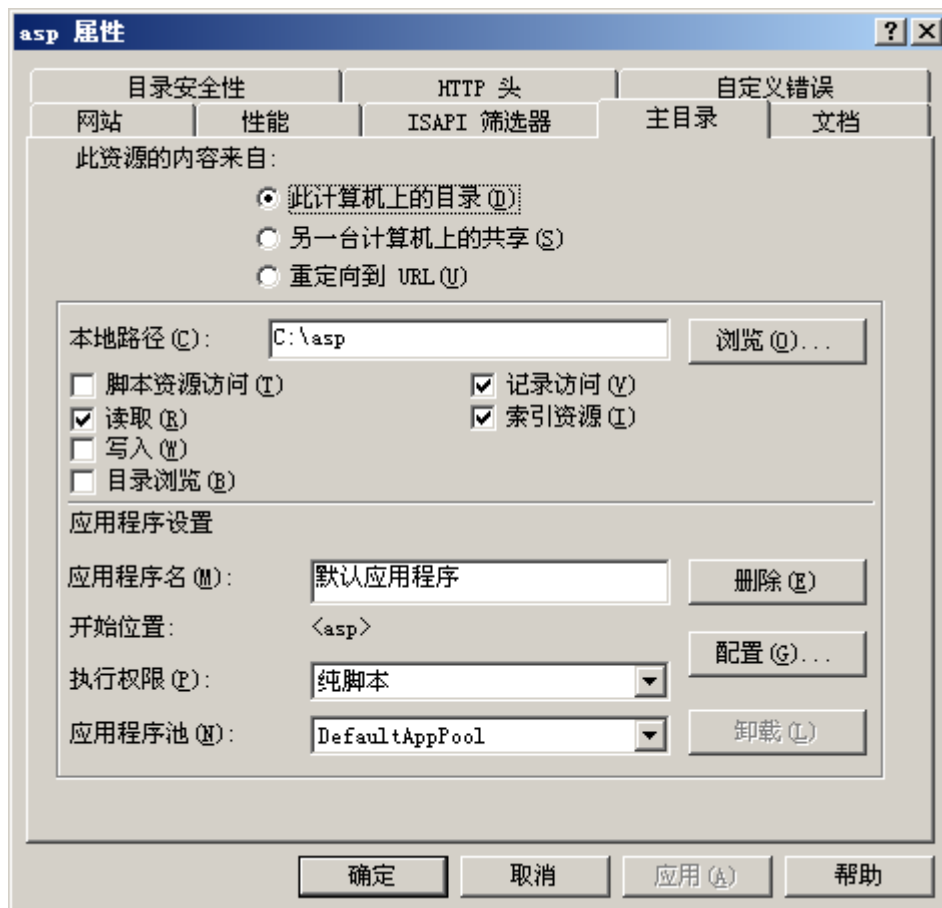 asp 属性
目录安全性 HTTP 头 自定义错误
网站 性能 ISAPI 筛选器 主目录 文档
此资源的内容来自:
此计算机上的目录(D)
另一台计算机上的共享(S)
重定向到 URL(U)
本地路径(C): C:\asp 浏览(O)...
脚本资源访问(T) 记录访问(V)
读取(R) 索引资源(I)
写入(W)
目录浏览(B)
应用程序设置
应用程序名(M): 默认应用程序 删除(E)
开始位置: <asp>
配置(G)...
执行权限(P): 纯脚本
应用程序池(N): DefaultAppPool 卸载(L)
确定 取消 应用(A) 帮助